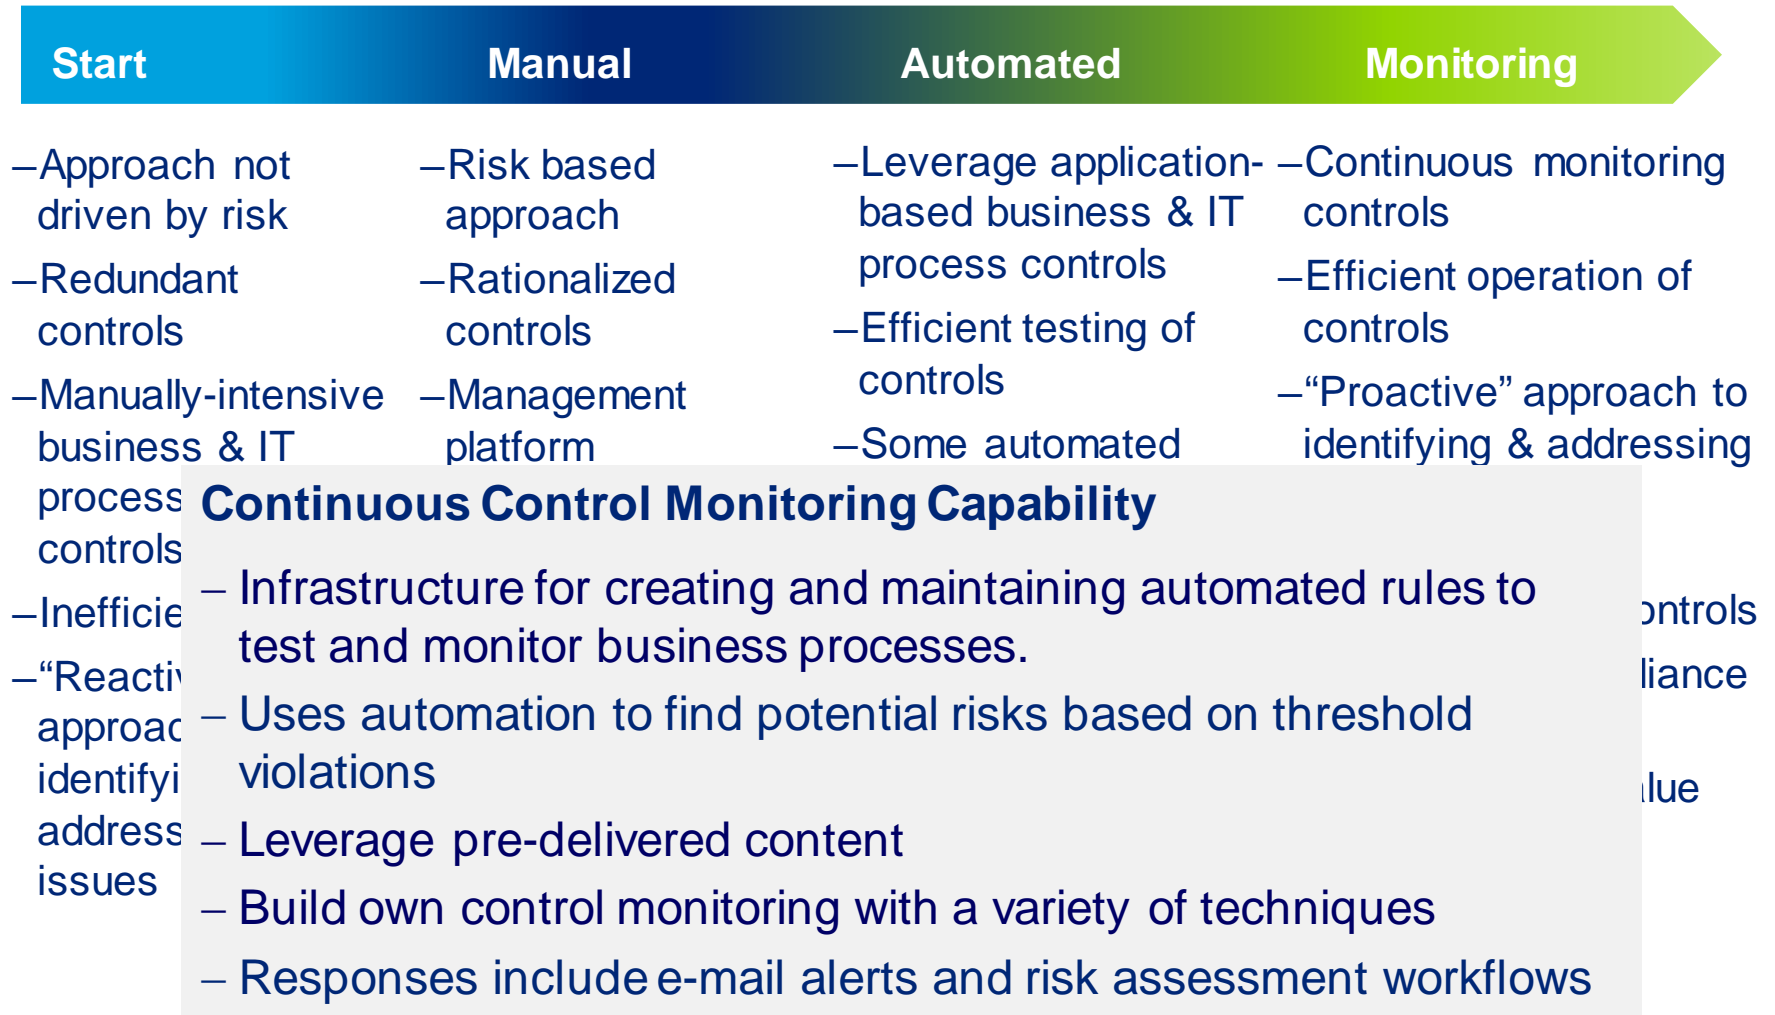 Start
Manual
Automated
Monitoring
–Approach not
driven by risk
–Redundant
controls
–Manually-intensive
business & IT
process
controls
–
issues
–Risk based
approach
–Rationalized
controls
–Management
platform
–Leverage application-
based business & IT
process controls
–Efficient testing of
controls
–Some automated
–Continuous monitoring
controls
–Efficient operation of
controls
–“Proactive” approach to
identifying & addressing
Continuous Control Monitoring Capability
– Infrastructure for creating and maintaining automated rules to
test and monitor business processes.
– Uses automation to find potential risks based on threshold
violations
– Leverage pre-delivered content
– Build own control monitoring with a variety of techniques
– Responses include e-mail alerts and risk assessment workflows